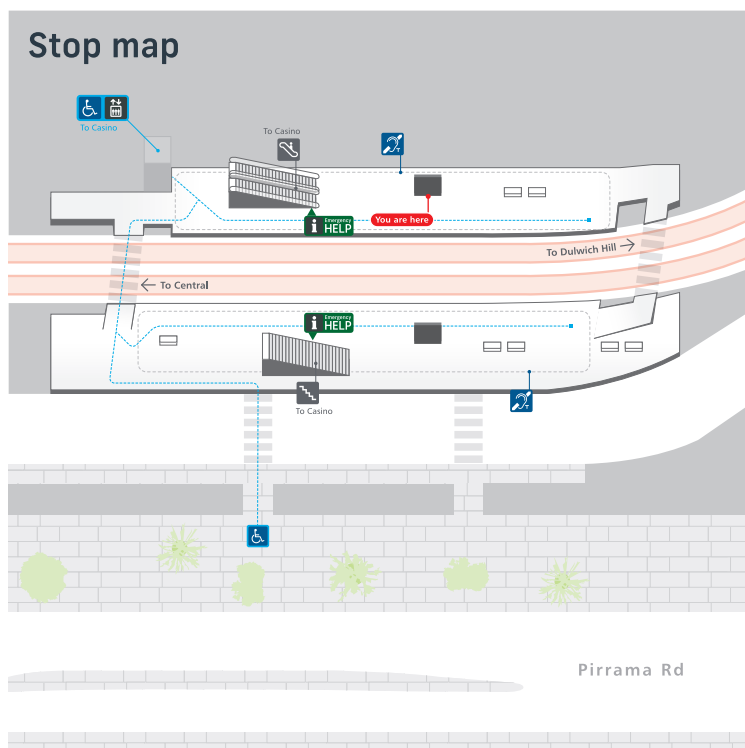 Stop map
To Casino
To Casino
T
Emergency
i HELP
You are here
To Dulwich Hill
To Central
Emergency
i HELP
To Casino
T
Pirrama Rd